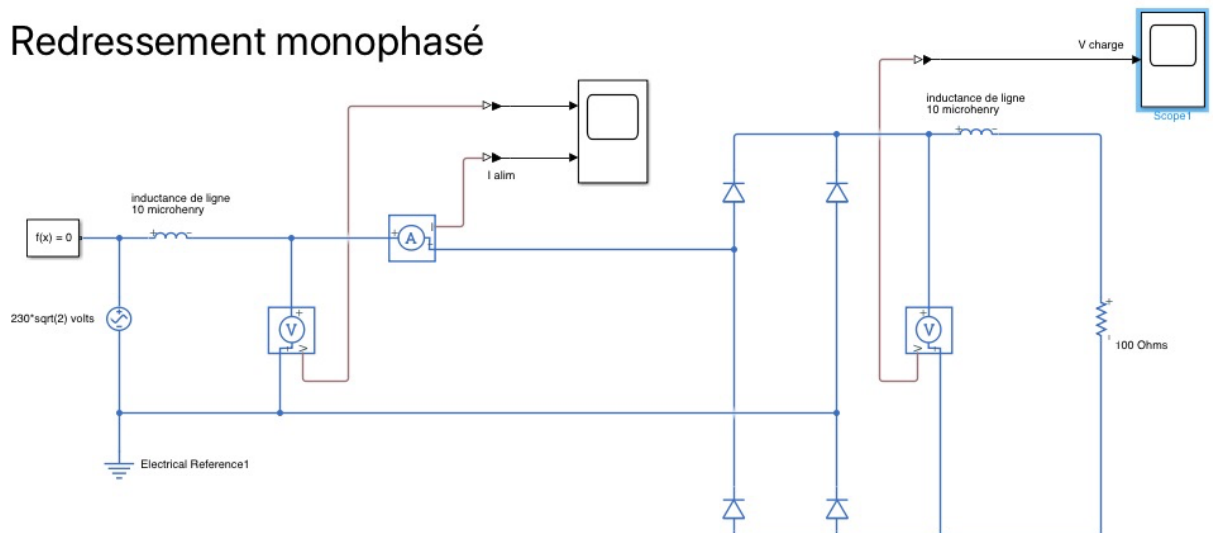 Redressement monophasé
V charge
inductance de ligne
10 microhenry
Scope1
I alim
inductance de ligne
10 microhenry
f(x) = 0
A
I
230*sqrt(2) volts
V
V
V
V
100 Ohms
Electrical Reference1